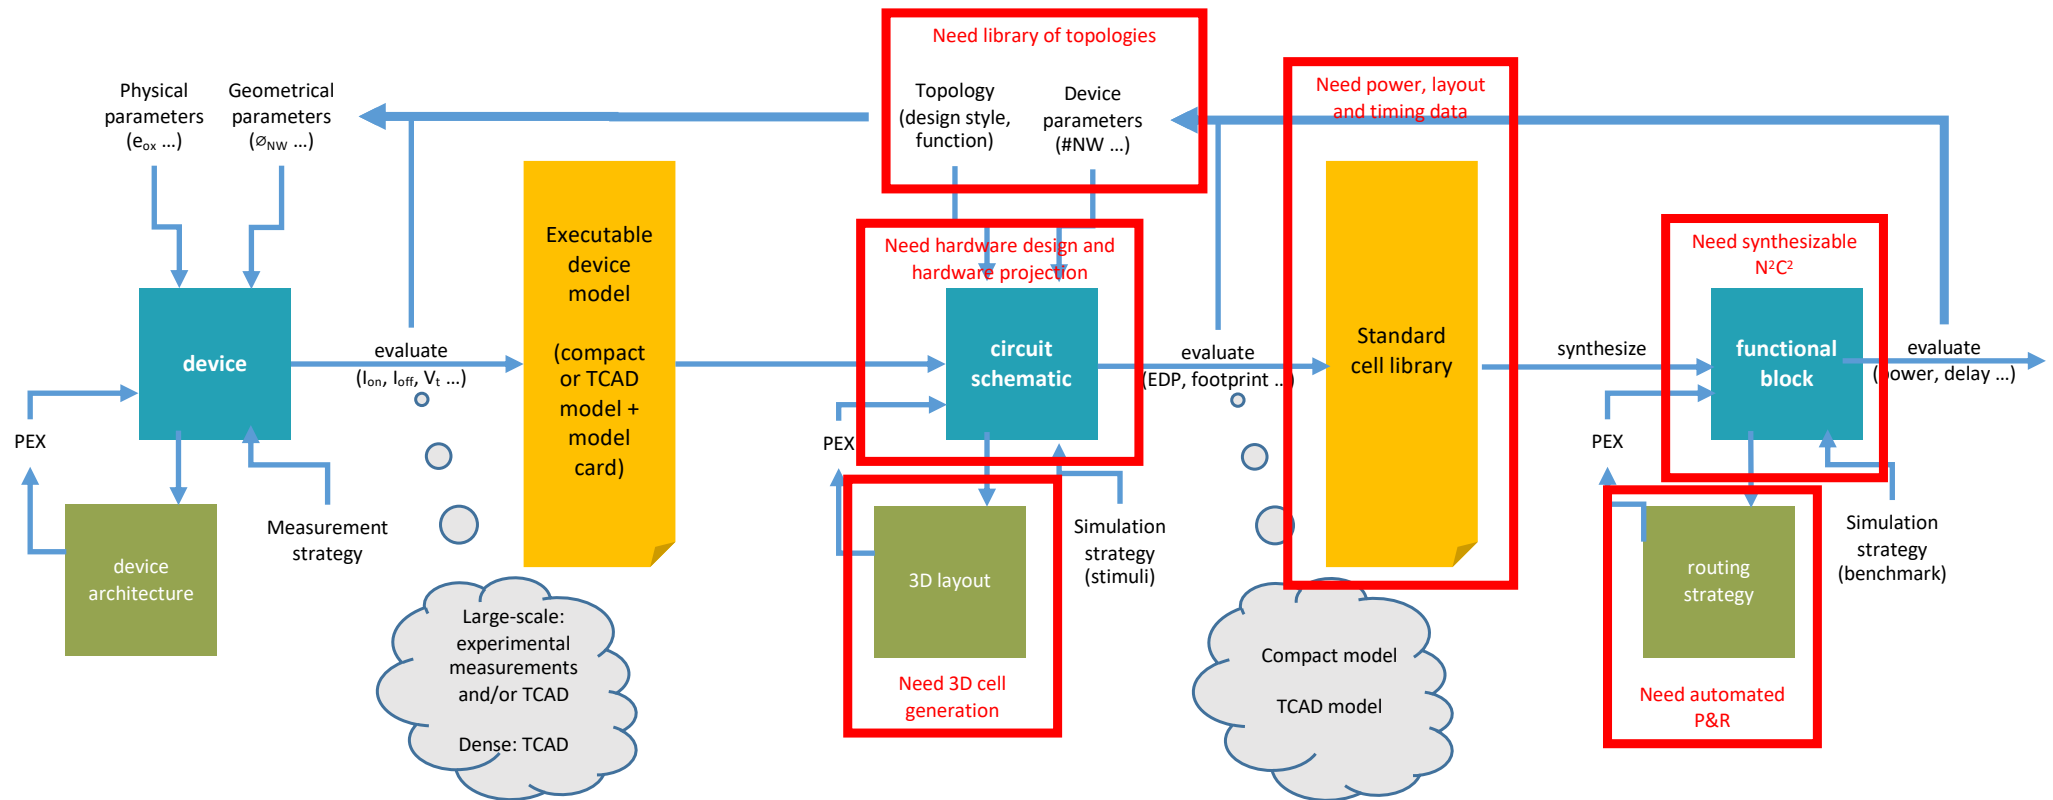 Need library of topologies
Need power, layout
and timing data
Physical
parameters
(eox ...)
Geometrical
parameters
(∅NW ...)
Topology
(design style,
function)
Device
parameters
(#NW ...)
Executable
device
model
(compact
or TCAD
model +
model
card)
Need hardware design and
hardware projection
Need synthesizable
N²C²
device
evaluate
(Ion, Ioff, Vt ...)
circuit
schematic
evaluate
(EDP, footprint ...)
Standard
cell library
synthesize
functional
block
evaluate
(power, delay ...)
PEX
PEX
PEX
Measurement
strategy
device
architecture
Simulation
strategy
(stimuli)
3D layout
Need 3D cell
generation
Simulation
strategy
(benchmark)
routing
strategy
Need automated
P&R
Large-scale:
experimental
measurements
and/or TCAD
Dense: TCAD
Compact model
TCAD model